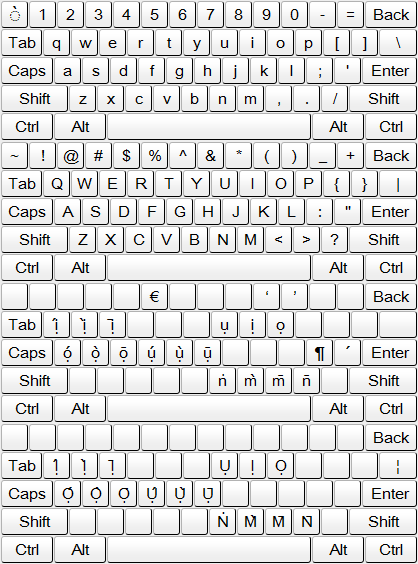 ◌̀ 1 2 3 4 5 6 7 8 9 0 - = Back
Tab q w e r t y u i o p [ ] \
Caps a s d f g h j k l ; ' Enter
Shift z x c v b n m , . / Shift
Ctrl Alt Alt Ctrl
~ ! @ # $ % ^ & * ( ) _ + Back
Tab Q W E R T Y U I O P { } |
Caps A S D F G H J K L : " Enter
Shift Z X C V B N M < > ? Shift
Ctrl Alt Alt Ctrl
€ ‘ ’ Back
Tab ị́ ị̀ ị̄ ụ ị ọ
Caps ọ́ ọ̀ ọ̄ ụ́ ụ̀ ụ̄ ¶ ´ Enter
Shift ṅ m̀ m̄ n̄ Shift
Ctrl Alt Alt Ctrl
Back
Tab Ị́ Ị̀ Ị̄ Ụ Ị Ọ ¦
Caps Ọ́ Ọ̀ Ọ̄ Ụ́ Ụ̀ Ụ̄ Enter
Shift Ṅ M̀ M̄ N̄ Shift
Ctrl Alt Alt Ctrl